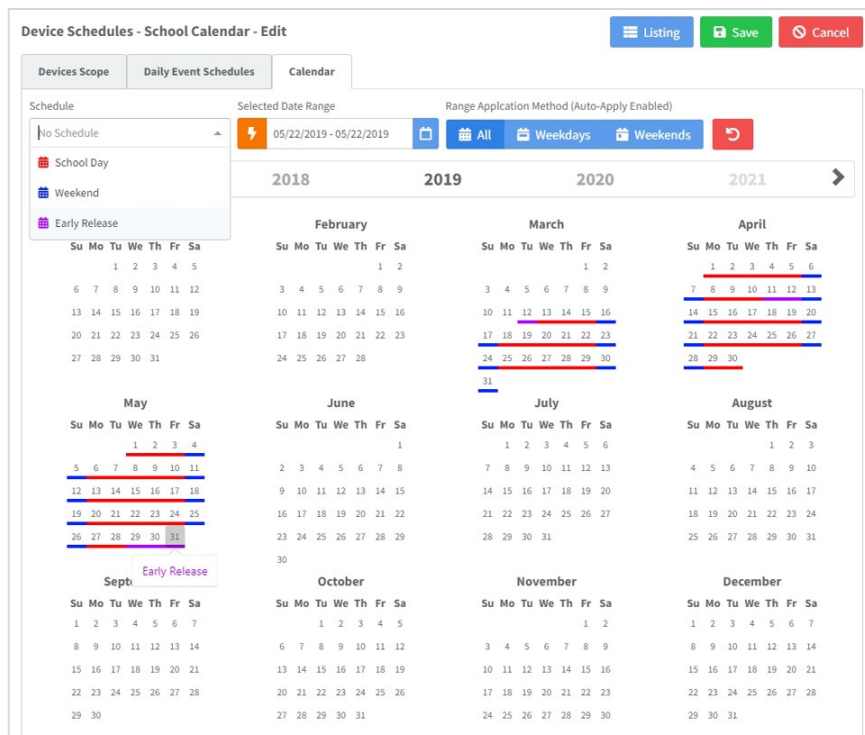 Device Schedules - School Calendar - Edit
Listing
Save
Cancel
Devices Scope
Daily Event Schedules
Calendar
Schedule
Selected Date Range
Range Applcation Method (Auto-Apply Enabled)
No Schedule
05/22/2019 - 05/22/2019
All
Weekdays
Weekends
School Day
Weekend
Early Release
2018 2019 2020 2021
February March April
Su Mo Tu We Th Fr Sa Su Mo Tu We Th Fr Sa Su Mo Tu We Th Fr Sa Su Mo Tu We Th Fr Sa
1 2 3 4 5 1 2 1 2 1 2 3 4 5 6
6 7 8 9 10 11 12 3 4 5 6 7 8 9 3 4 5 6 7 8 9 7 8 9 10 11 12 13
13 14 15 16 17 18 19 10 11 12 13 14 15 16 10 11 12 13 14 15 16 14 15 16 17 18 19 20
20 21 22 23 24 25 26 17 18 19 20 21 22 23 17 18 19 20 21 22 23 21 22 23 24 25 26 27
27 28 29 30 31 24 25 26 27 28 24 25 26 27 28 29 30 28 29 30
31
May June July August
Su Mo Tu We Th Fr Sa Su Mo Tu We Th Fr Sa Su Mo Tu We Th Fr Sa Su Mo Tu We Th Fr Sa
1 2 3 4 1 1 2 3 4 5 6 1 2 3
5 6 7 8 9 10 11 2 3 4 5 6 7 8 7 8 9 10 11 12 13 4 5 6 7 8 9 10
12 13 14 15 16 17 18 9 10 11 12 13 14 15 14 15 16 17 18 19 20 11 12 13 14 15 16 17
19 20 21 22 23 24 25 16 17 18 19 20 21 22 21 22 23 24 25 26 27 18 19 20 21 22 23 24
26 27 28 29 30 31 23 24 25 26 27 28 29 28 29 30 31 25 26 27 28 29 30 31
30
Early Release
Sept October November December
Su Mo Tu We Th Fr Sa Su Mo Tu We Th Fr Sa Su Mo Tu We Th Fr Sa Su Mo Tu We Th Fr Sa
1 2 3 4 5 6 7 1 2 3 4 5 1 2 1 2 3 4 5 6 7
8 9 10 11 12 13 14 6 7 8 9 10 11 12 3 4 5 6 7 8 9 8 9 10 11 12 13 14
15 16 17 18 19 20 21 13 14 15 16 17 18 19 10 11 12 13 14 15 16 15 16 17 18 19 20 21
22 23 24 25 26 27 28 20 21 22 23 24 25 26 17 18 19 20 21 22 23 22 23 24 25 26 27 28
29 30 27 28 29 30 31 24 25 26 27 28 29 30 29 30 31